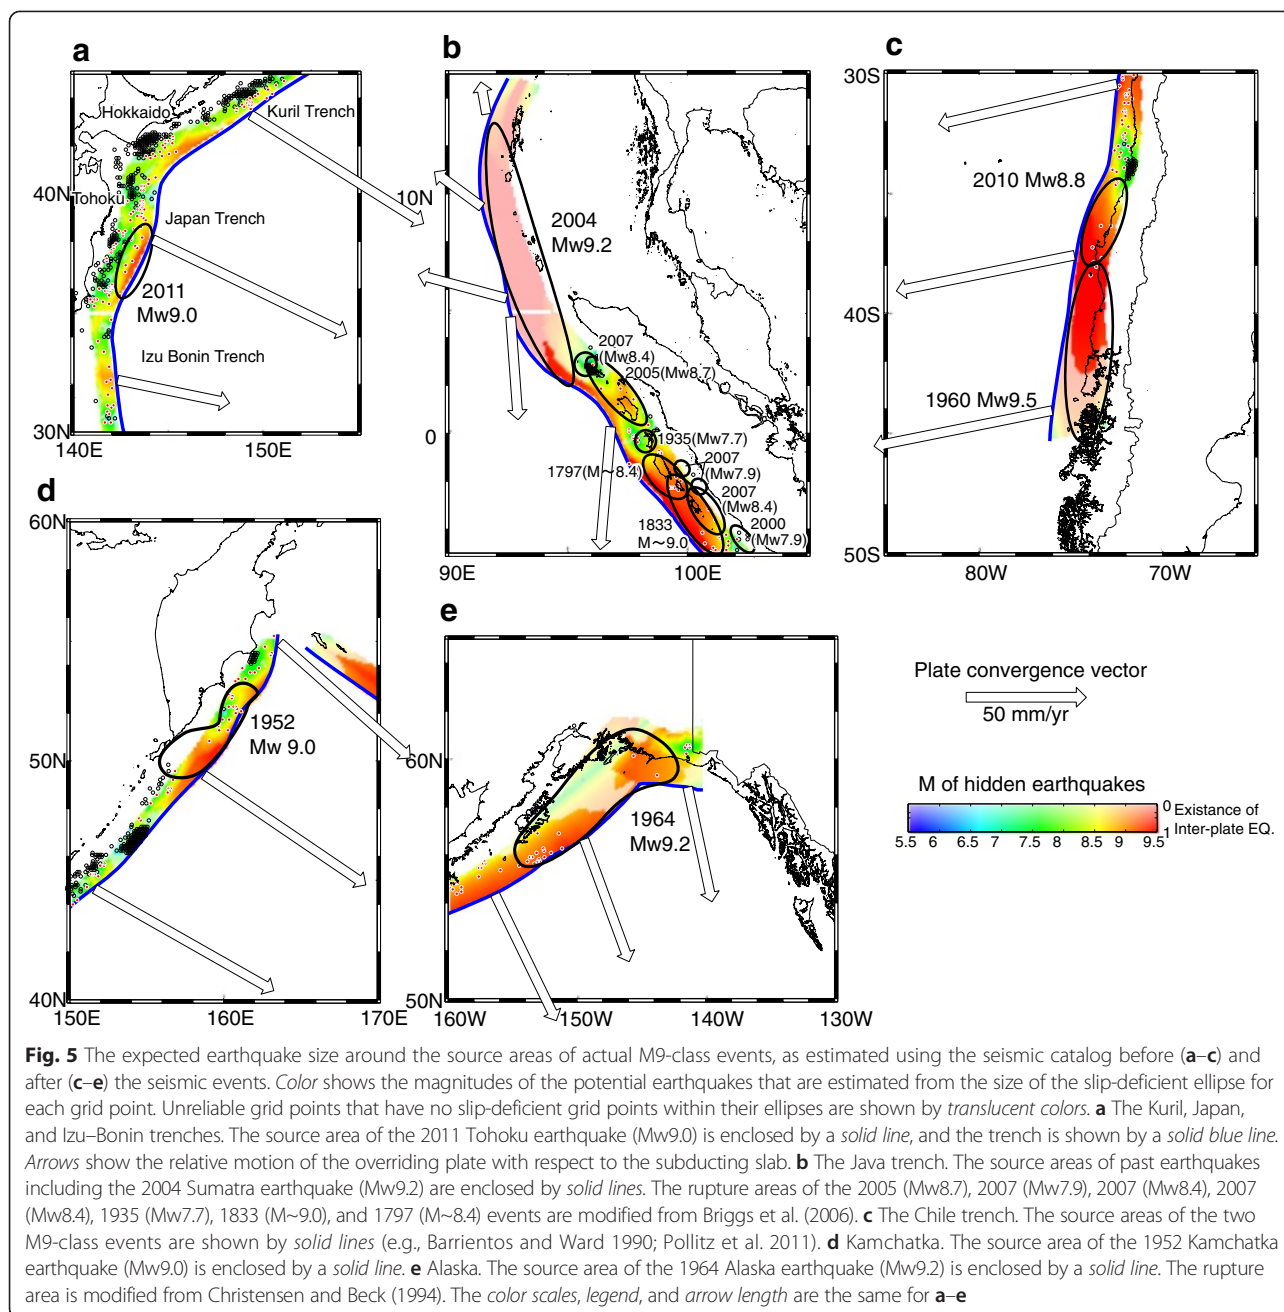 a
Hokkaido
Kuril Trench
40N
Tohoku
Japan Trench
2011
Mw9.0
Izu Bonin Trench
30N
140E
150E
b
10N
2004
Mw9.2
2007
(Mw8.4)
2005(Mw8.7)
0
1935(Mw7.7)
1797(M~8.4)
2007
(Mw7.9)
2007
(Mw8.4)
1833
M~9.0
2000
(Mw7.9)
90E
100E
c
30S
2010 Mw8.8
40S
1960 Mw9.5
50S
80W
70W
d
60N
1952
Mw 9.0
50N
40N
150E
160E
170E
e
60N
1964
Mw9.2
50N
160W
150W
140W
130W
Plate convergence vector
50 mm/yr
M of hidden earthquakes
0
Existance of
Inter-plate EQ.
1
5.5 6 6.5 7 7.5 8 8.5 9 9.5
Fig. 5 The expected earthquake size around the source areas of actual M9-class events, as estimated using the seismic catalog before (a–c) and
after (c–e) the seismic events. Color shows the magnitudes of the potential earthquakes that are estimated from the size of the slip-deficient ellipse for
each grid point. Unreliable grid points that have no slip-deficient grid points within their ellipses are shown by translucent colors. a The Kuril, Japan,
and Izu–Bonin trenches. The source area of the 2011 Tohoku earthquake (Mw9.0) is enclosed by a solid line, and the trench is shown by a solid blue line.
Arrows show the relative motion of the overriding plate with respect to the subducting slab. b The Java trench. The source areas of past earthquakes
including the 2004 Sumatra earthquake (Mw9.2) are enclosed by solid lines. The rupture areas of the 2005 (Mw8.7), 2007 (Mw7.9), 2007 (Mw8.4), 2007
(Mw8.4), 1935 (Mw7.7), 1833 (M~9.0), and 1797 (M~8.4) events are modified from Briggs et al. (2006). c The Chile trench. The source areas of the two
M9-class events are shown by solid lines (e.g., Barrientos and Ward 1990; Pollitz et al. 2011). d Kamchatka. The source area of the 1952 Kamchatka
earthquake (Mw9.0) is enclosed by a solid line. e Alaska. The source area of the 1964 Alaska earthquake (Mw9.2) is enclosed by a solid line. The rupture
area is modified from Christensen and Beck (1994). The color scales, legend, and arrow length are the same for a–e